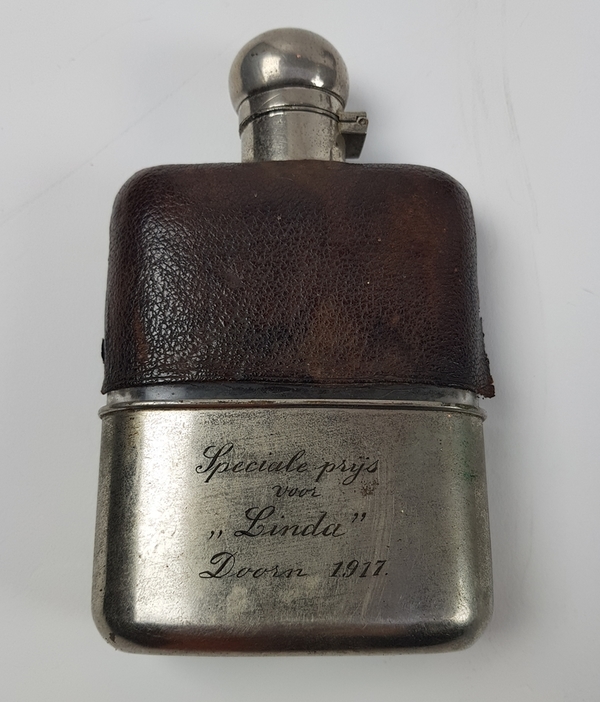 Speciale prijs
voor
„Linda”
Doorn 1917.